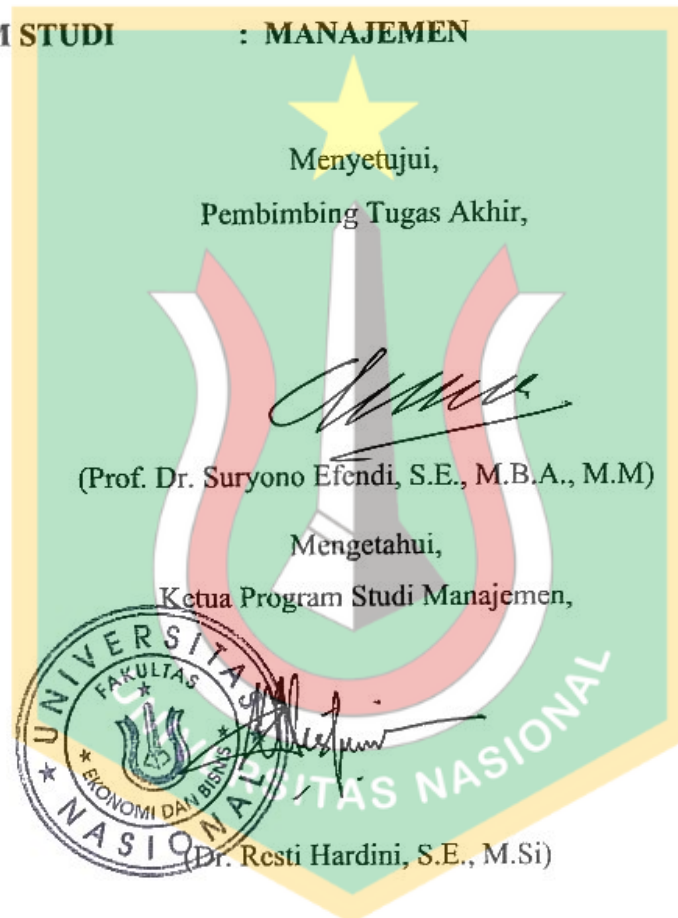 M STUDI : MANAJEMEN
Menyetujui,
Pembimbing Tugas Akhir,
(Prof. Dr. Suryono Efendi, S.E., M.B.A., M.M)
Mengetahui,
Ketua Program Studi Manajemen,
UNIVERSITAS NASIONAL
FAKULTAS
EKONOMI DAN BISNIS
UNIVERSITAS NASIONAL
(Dr. Resti Hardini, S.E., M.Si)